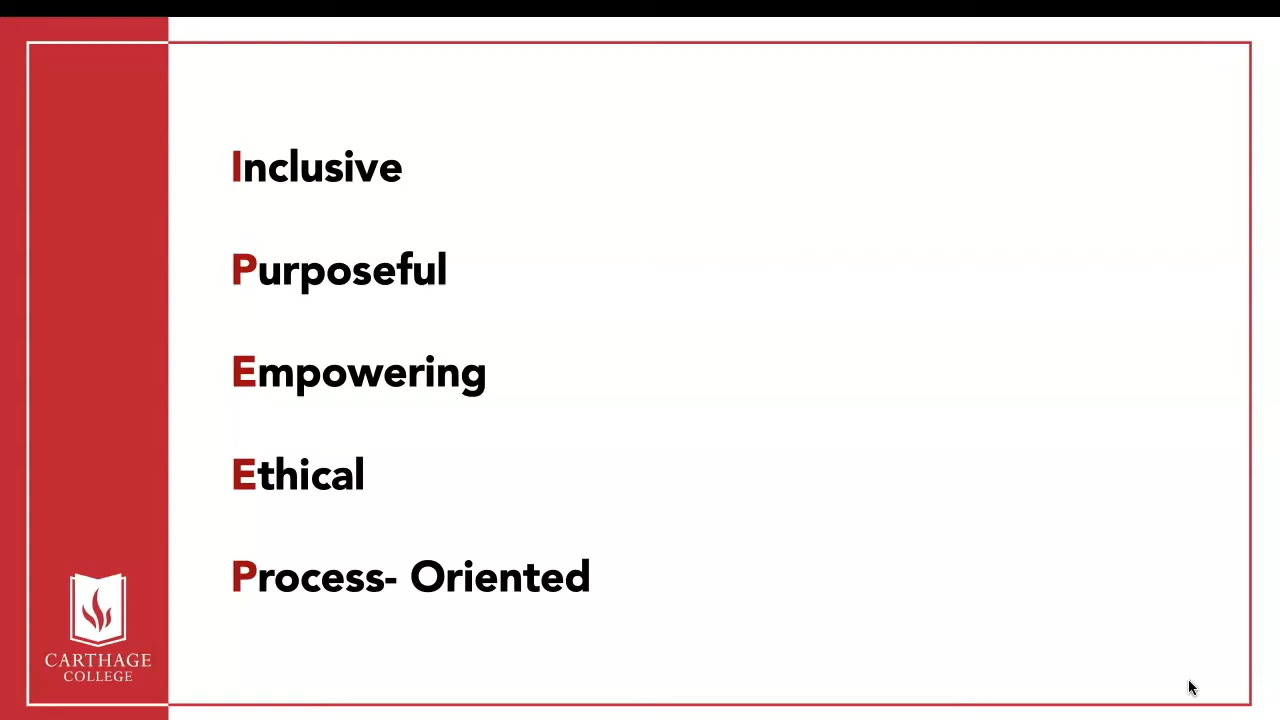 Inclusive
Purposeful
Empowering
Ethical
Process- Oriented
CARTHAGE
COLLEGE